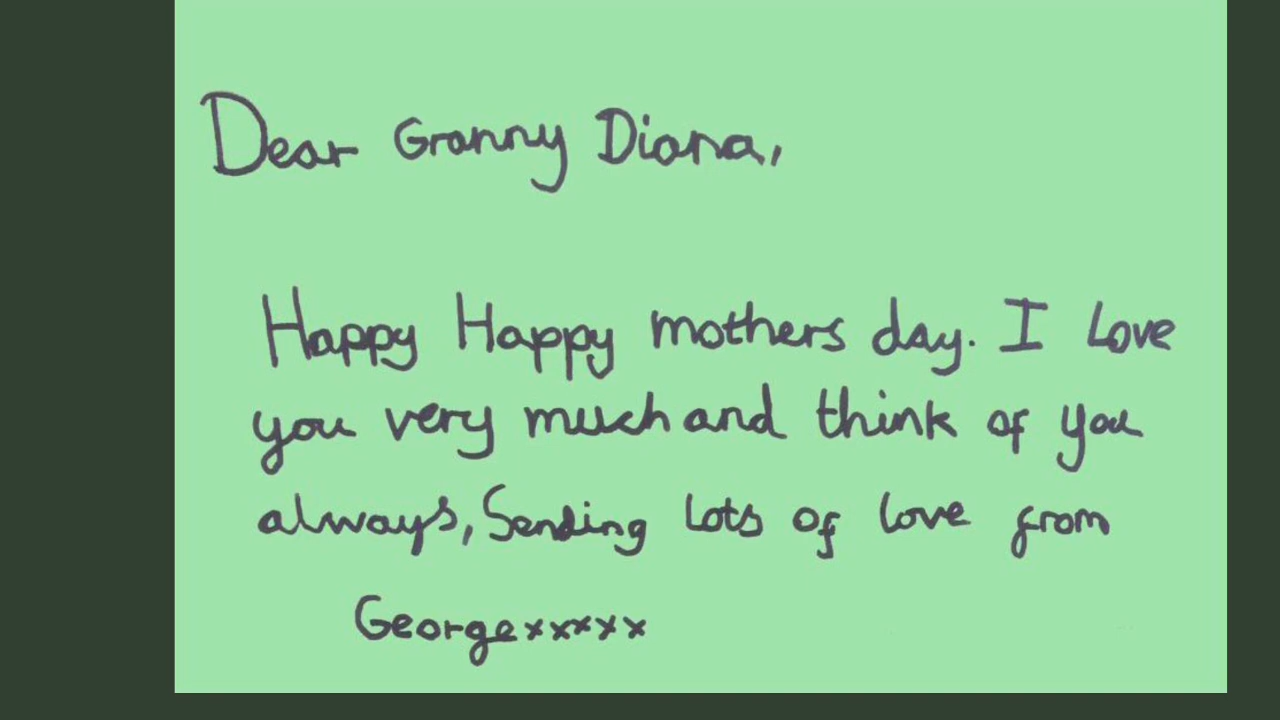 Dear Granny Diana,
Happy Happy mothers day. I Love
you very much and think of you
always, Sending Lots of love from
Georgexxxxx